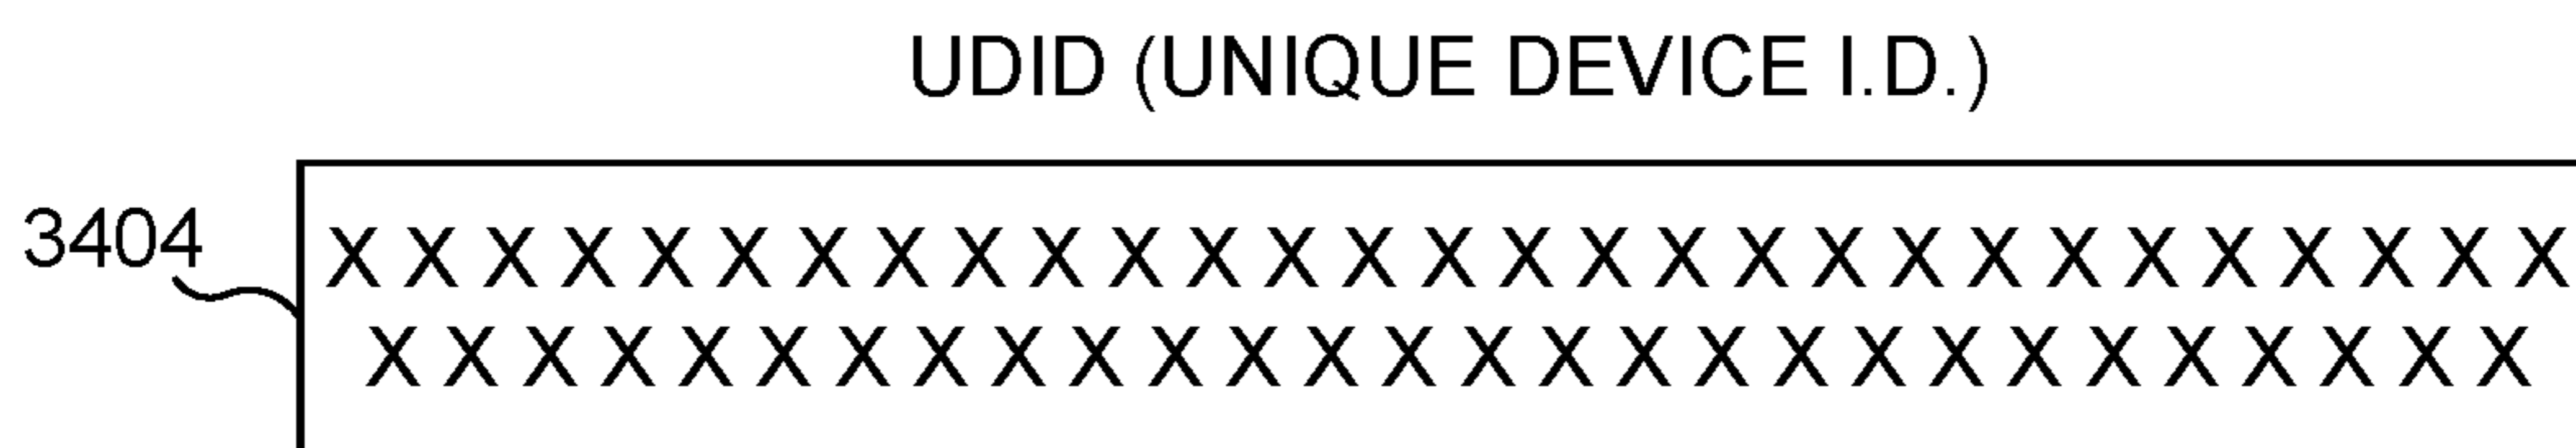 UDID (UNIQUE DEVICE I.D.)
3404
X X X X X X X X X X X X X X X X X X X X X X X X X X X X X
X X X X X X X X X X X X X X X X X X X X X X X X X X X X